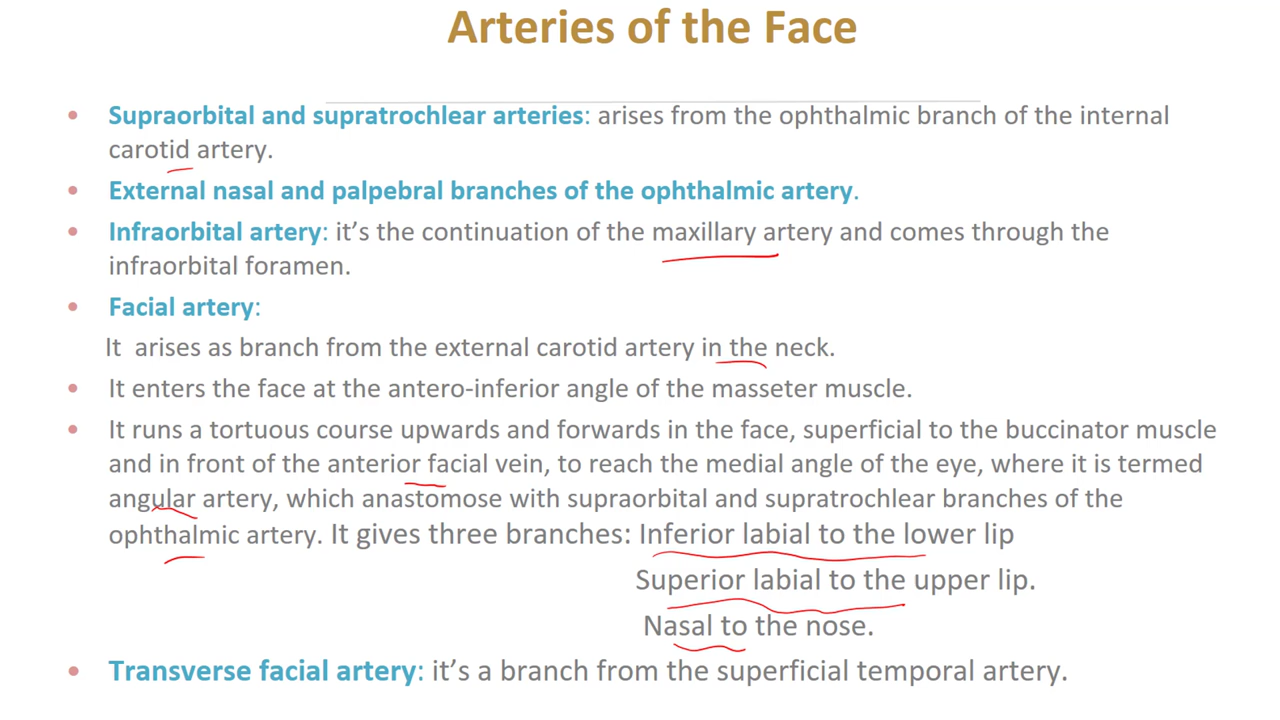 Arteries of the Face
• Supraorbital and supratrochlear arteries: arises from the ophthalmic branch of the internal
carotid artery.
• External nasal and palpebral branches of the ophthalmic artery.
• Infraorbital artery: it’s the continuation of the maxillary artery and comes through the
infraorbital foramen.
• Facial artery:
It arises as branch from the external carotid artery in the neck.
• It enters the face at the antero-inferior angle of the masseter muscle.
• It runs a tortuous course upwards and forwards in the face, superficial to the buccinator muscle
and in front of the anterior facial vein, to reach the medial angle of the eye, where it is termed
angular artery, which anastomose with supraorbital and supratrochlear branches of the
ophthalmic artery. It gives three branches: Inferior labial to the lower lip
Superior labial to the upper lip.
Nasal to the nose.
• Transverse facial artery: it’s a branch from the superficial temporal artery.